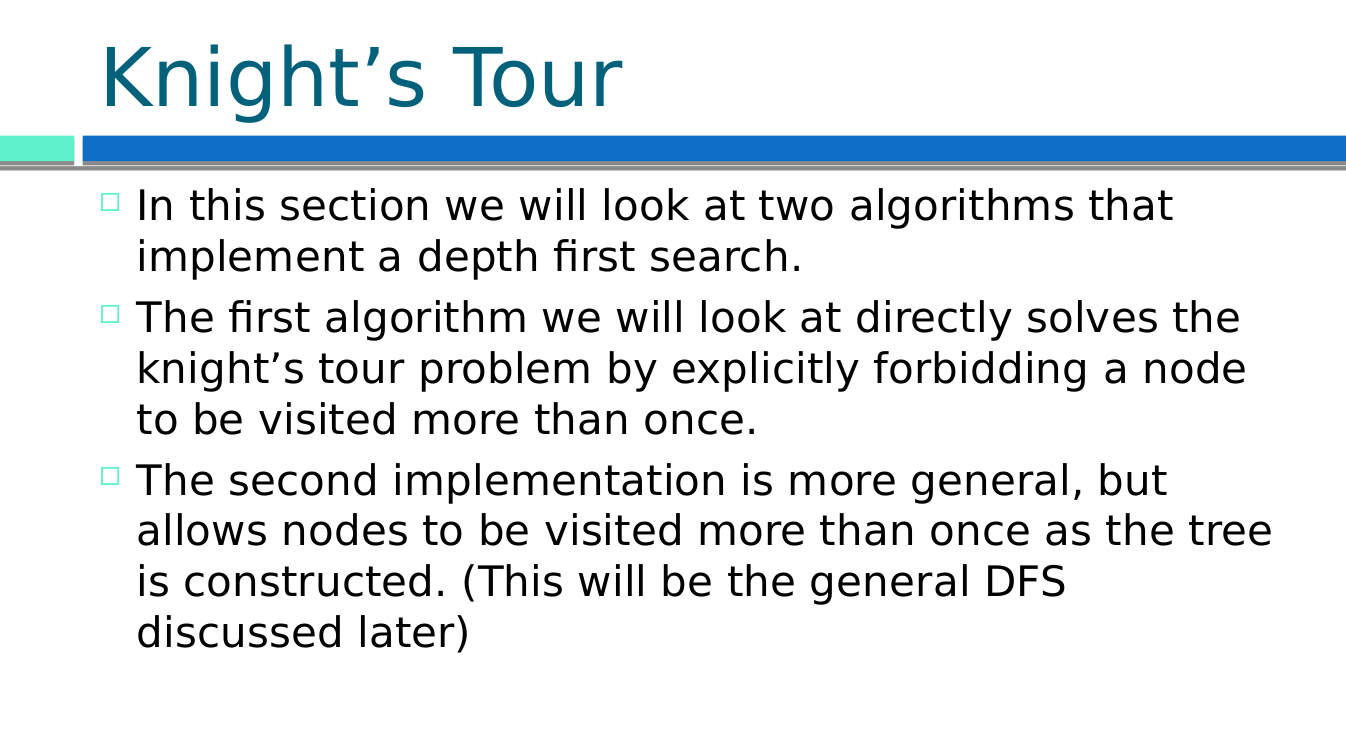 Knight’s Tour
In this section we will look at two algorithms that
implement a depth first search.
The first algorithm we will look at directly solves the
knight’s tour problem by explicitly forbidding a node
to be visited more than once.
The second implementation is more general, but
allows nodes to be visited more than once as the tree
is constructed. (This will be the general DFS
discussed later)